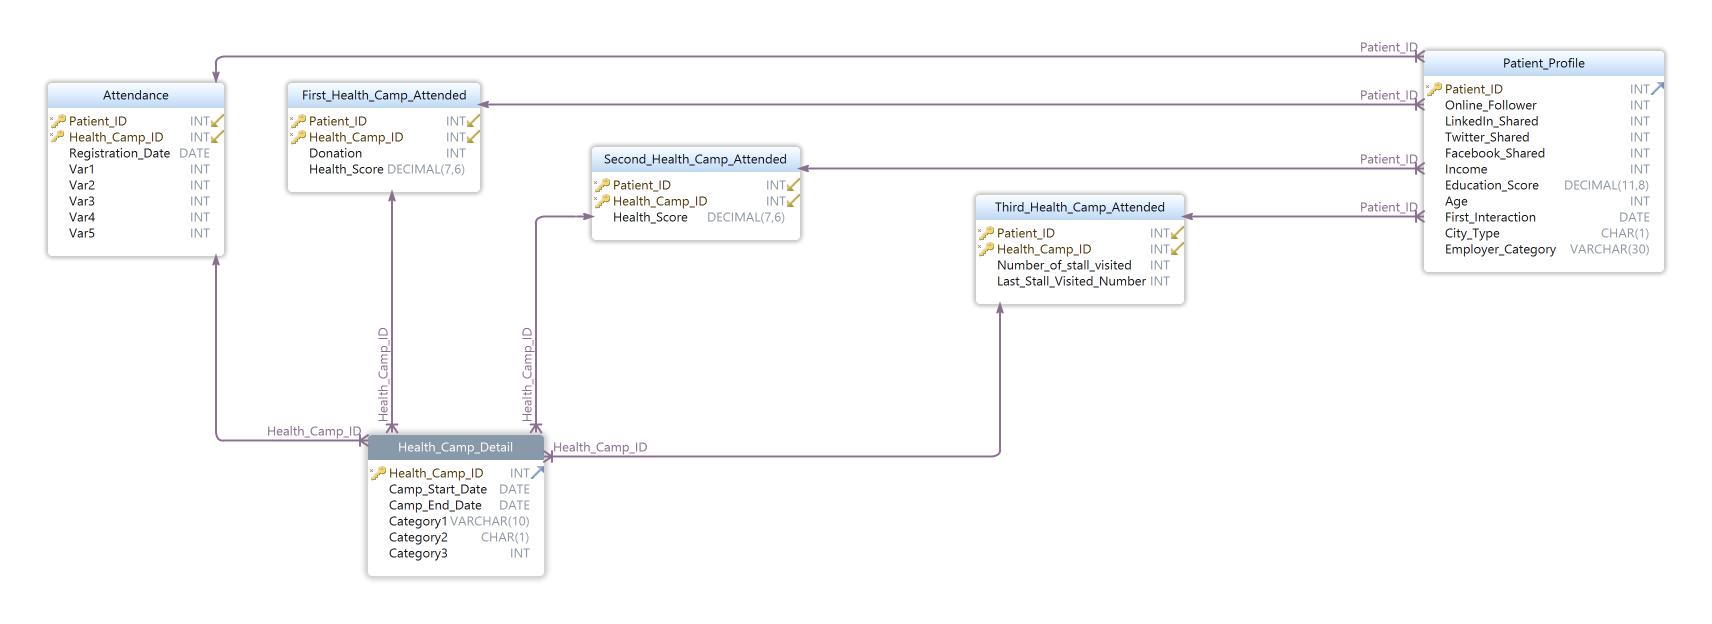 Patient_ID
Patient_Profile
Patient_ID INT
Online_Follower INT
LinkedIn_Shared INT
Twitter_Shared INT
Facebook_Shared INT
Income INT
Education_Score DECIMAL(11,8)
Age INT
First_Interaction DATE
City_Type CHAR(1)
Employer_Category VARCHAR(30)
Attendance
Patient_ID INT
Health_Camp_ID INT
Registration_Date DATE
Var1 INT
Var2 INT
Var3 INT
Var4 INT
Var5 INT
First_Health_Camp_Attended
Patient_ID INT
Health_Camp_ID INT
Donation INT
Health_Score DECIMAL(7,6)
Patient_ID
Second_Health_Camp_Attended
Patient_ID INT
Health_Camp_ID INT
Health_Score DECIMAL(7,6)
Patient_ID
Third_Health_Camp_Attended
Patient_ID INT
Health_Camp_ID INT
Number_of_stall_visited INT
Last_Stall_Visited_Number INT
Patient_ID
Health_Camp_ID
Health_Camp_ID
Health_Camp_ID
Health_Camp_ID
Health_Camp_Detail
Health_Camp_ID INT
Camp_Start_Date DATE
Camp_End_Date DATE
Category1 VARCHAR(10)
Category2 CHAR(1)
Category3 INT